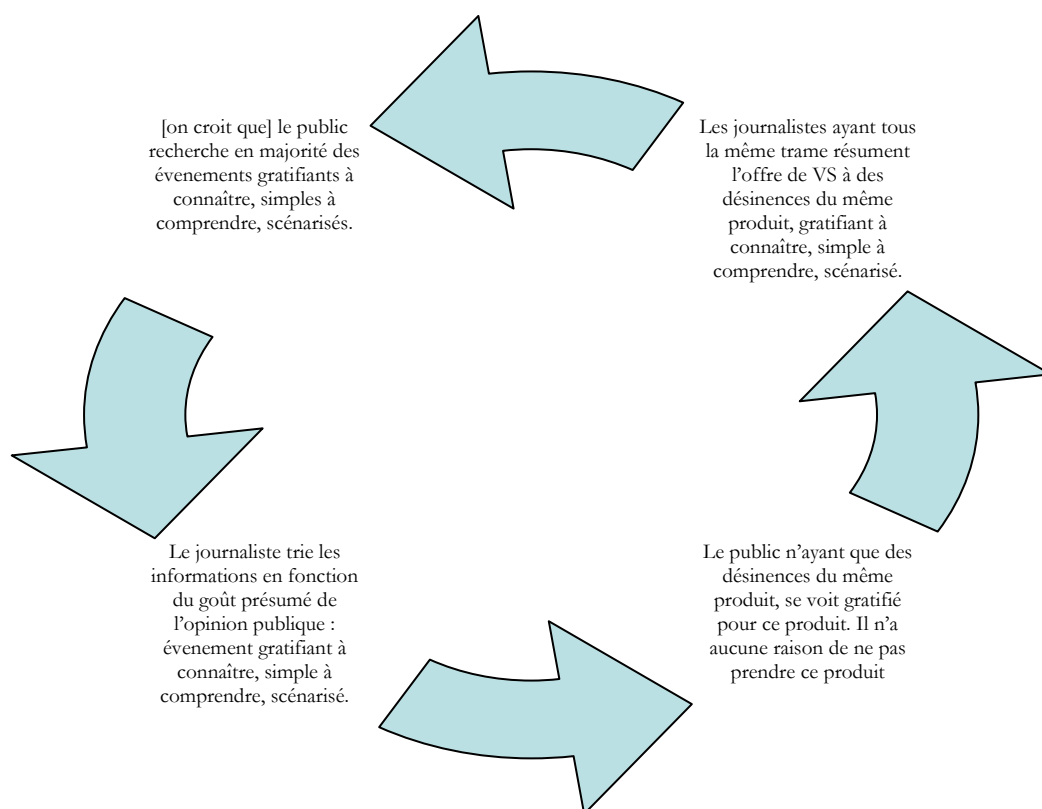 [on croit que] le public
recherche en majorité des
évenements gratifiants à
connaître, simples à
comprendre, scénarisés.
Les journalistes ayant tous
la même trame résument
l’offre de VS à des
désinences du même
produit, gratifiant à
connaître, simple à
comprendre, scénarisé.
Le journaliste trie les
informations en fonction
du goût présumé de
l’opinion publique :
évenement gratifiant à
connaître, simple à
comprendre, scénarisé.
Le public n’ayant que des
désinences du même
produit, se voit gratifié
pour ce produit. Il n’a
aucune raison de ne pas
prendre ce produit